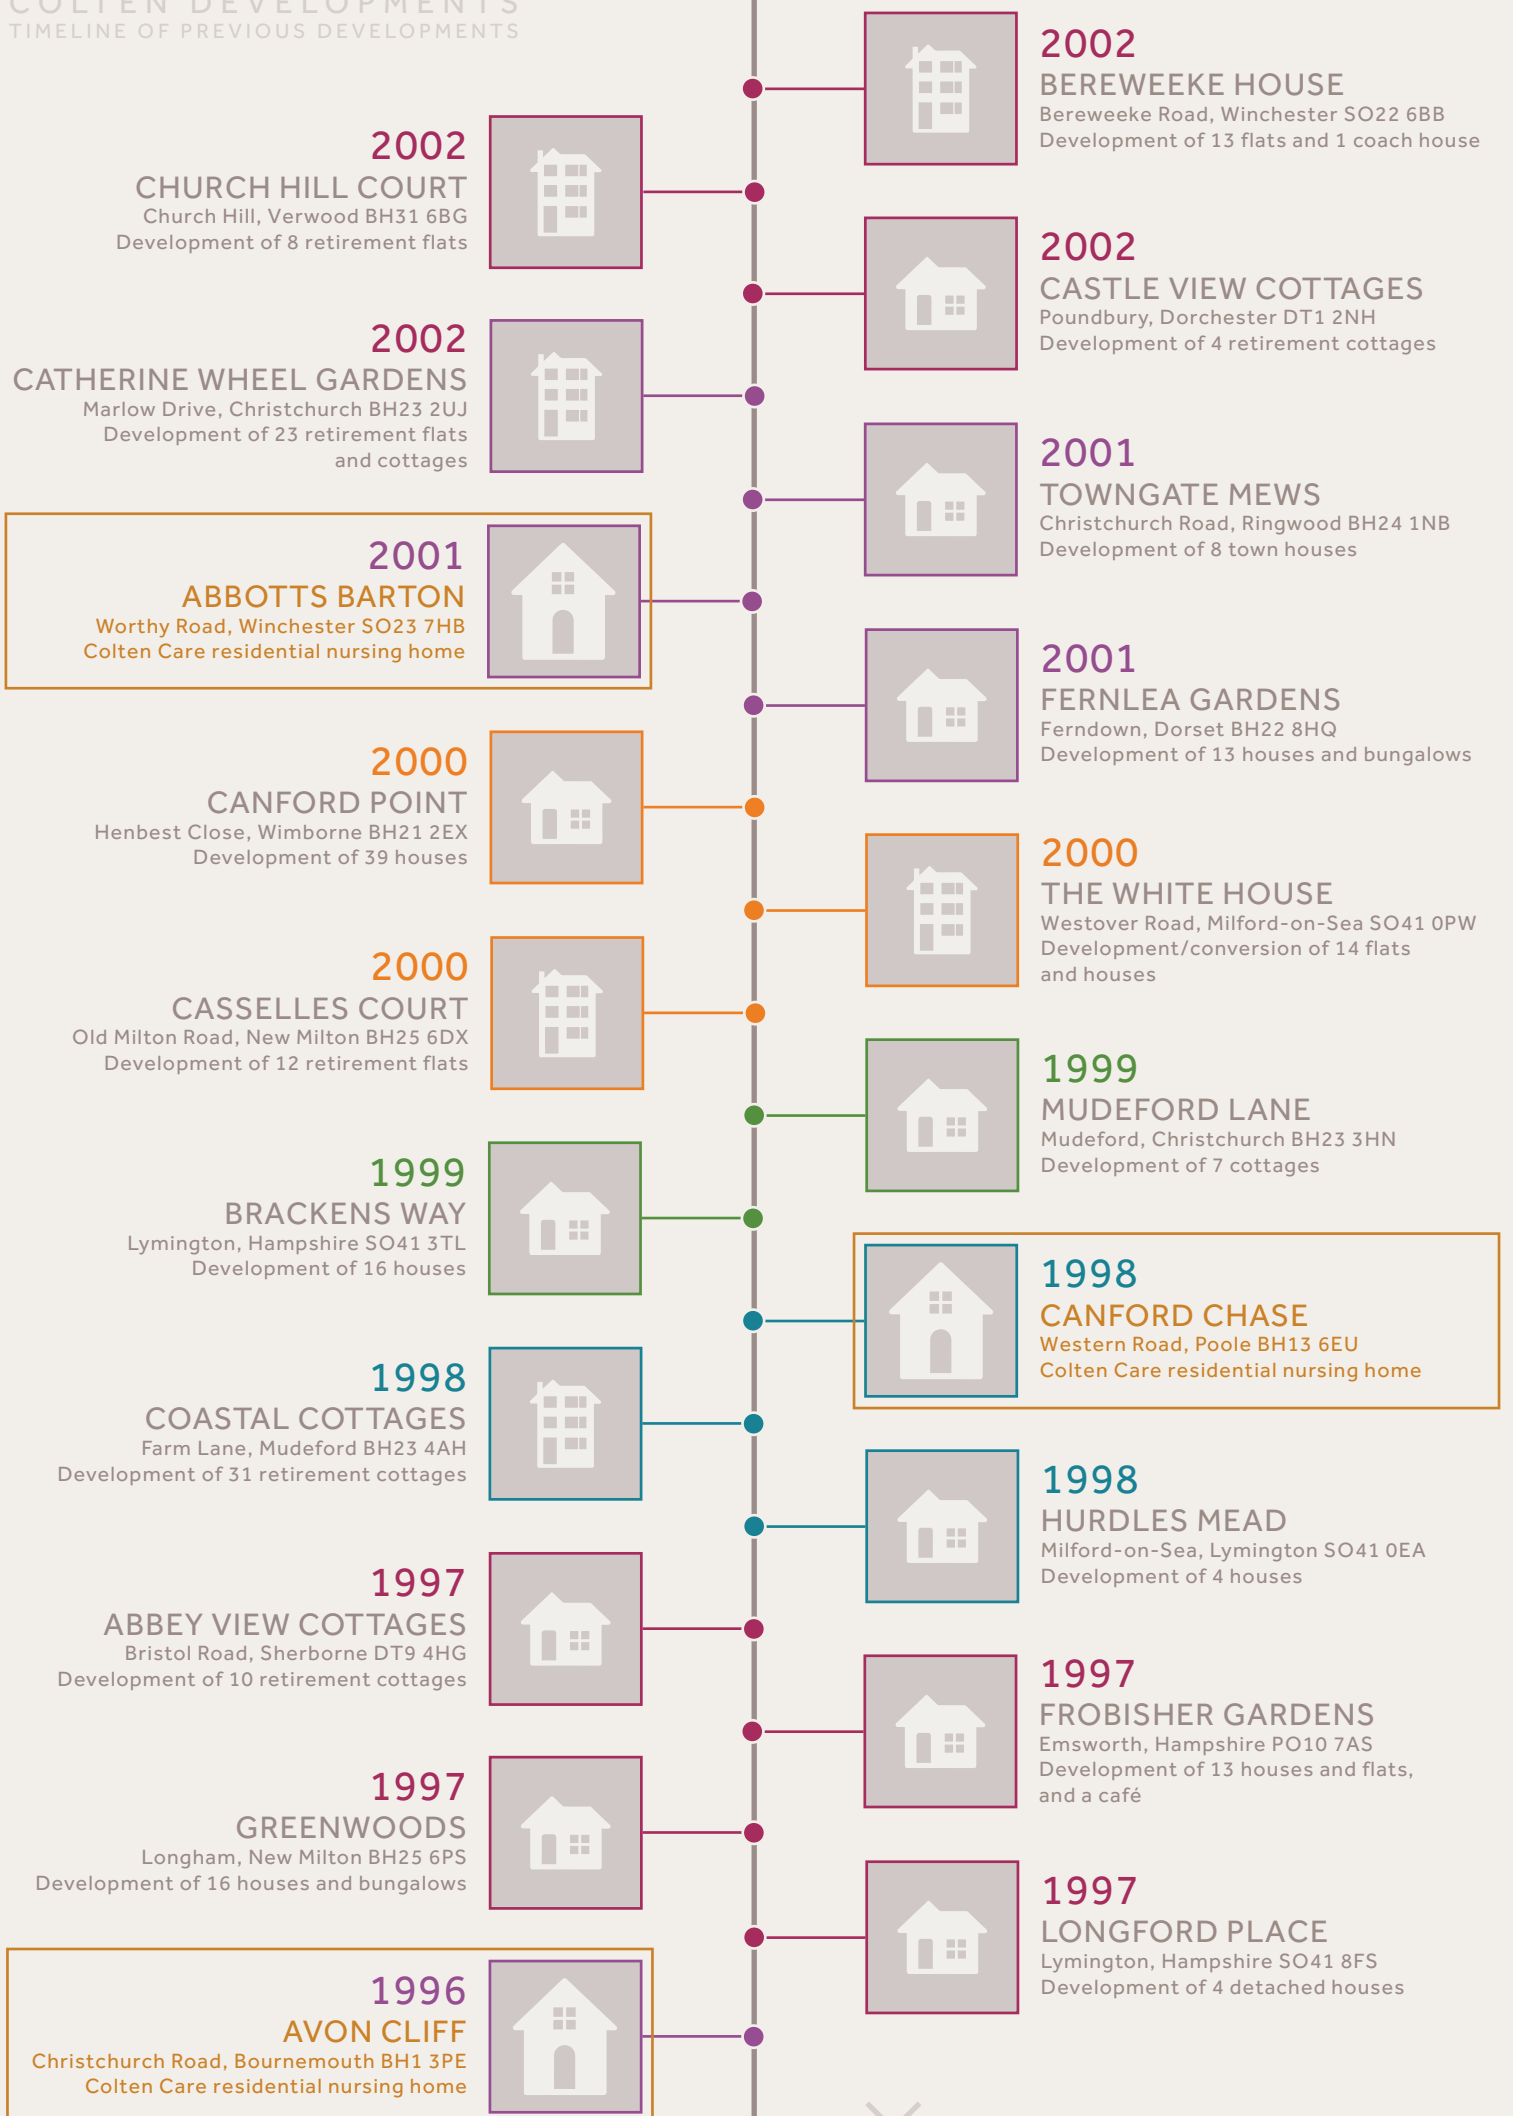 COLTEN DEVELOPMENTS
TIMELINE OF PREVIOUS DEVELOPMENTS
2002
BEREWEEKE HOUSE
Bereweeke Road, Winchester SO22 6BB
Development of 13 flats and 1 coach house
2002
CHURCH HILL COURT
Church Hill, Verwood BH31 6BG
Development of 8 retirement flats
2002
CASTLE VIEW COTTAGES
Poundbury, Dorchester DT1 2NH
Development of 4 retirement cottages
2002
CATHERINE WHEEL GARDENS
Marlow Drive, Christchurch BH23 2UJ
Development of 23 retirement flats
and cottages
2001
TOWNGATE MEWS
Christchurch Road, Ringwood BH24 1NB
Development of 8 town houses
2001
ABBOTTS BARTON
Worthy Road, Winchester SO23 7HB
Colten Care residential nursing home
2001
FERNLEA GARDENS
Ferndown, Dorset BH22 8HQ
Development of 13 houses and bungalows
2000
CANFORD POINT
Henbest Close, Wimborne BH21 2EX
Development of 39 houses
2000
THE WHITE HOUSE
Westover Road, Milford-on-Sea SO41 0PW
Development/conversion of 14 flats
and houses
2000
CASSELLES COURT
Old Milton Road, New Milton BH25 6DX
Development of 12 retirement flats
1999
MUDEFORD LANE
Mudeford, Christchurch BH23 3HN
Development of 7 cottages
1999
BRACKENS WAY
Lymington, Hampshire SO41 3TL
Development of 16 houses
1998
CANFORD CHASE
Western Road, Poole BH13 6EU
Colten Care residential nursing home
1998
COASTAL COTTAGES
Farm Lane, Mudeford BH23 4AH
Development of 31 retirement cottages
1998
HURDLES MEAD
Milford-on-Sea, Lymington SO41 0EA
Development of 4 houses
1997
ABBEY VIEW COTTAGES
Bristol Road, Sherborne DT9 4HG
Development of 10 retirement cottages
1997
FROBISHER GARDENS
Emsworth, Hampshire PO10 7AS
Development of 13 houses and flats,
and a café
1997
GREENWOODS
Longham, New Milton BH25 6PS
Development of 16 houses and bungalows
1997
LONGFORD PLACE
Lymington, Hampshire SO41 8FS
Development of 4 detached houses
1996
AVON CLIFF
Christchurch Road, Bournemouth BH1 3PE
Colten Care residential nursing home